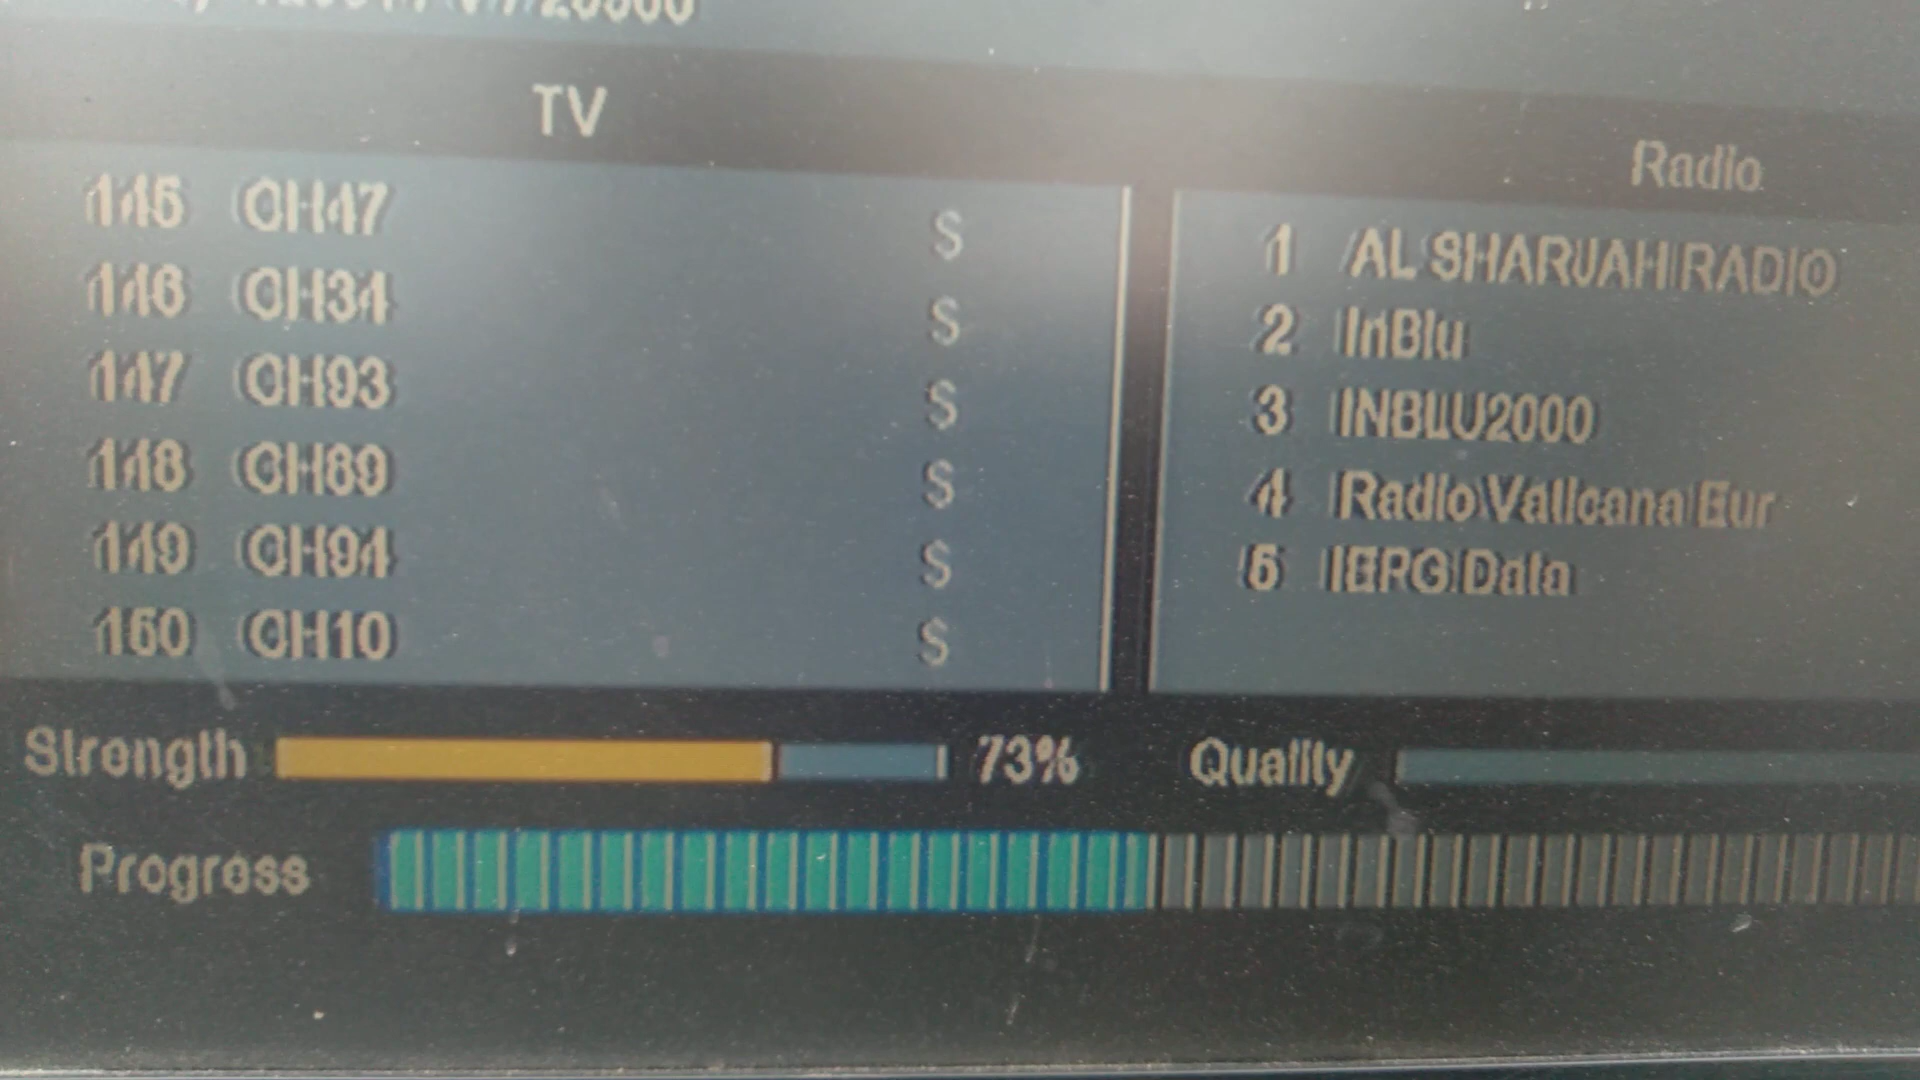 TV
Radio
145 CH47 S
146 CH34 S
147 CH93 S
148 CH89 S
149 CH94 S
150 CH10 S
1 AL SHARJAH RADIO
2 InBlu
3 INBLU2000
4 Radio Vaticana Eur
5 IEPG Data
Strength 73% Quality
Progress